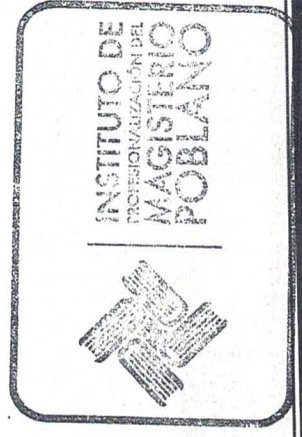 INSTITUTO DE
PROFESIONALIZACIÓN DEL
MAGISTERIO
POBLANO